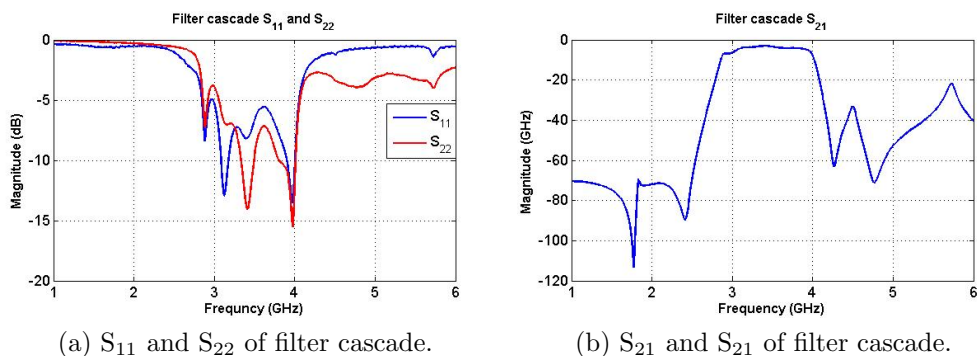 Filter cascade S11 and S22
0
-5
-10
-15
-20
Magnitude (dB)
S11
S22
1
2
3
4
5
6
Frequncy (GHz)
(a) S11 and S22 of filter cascade.
Filter cascade S21
0
-20
-40
-60
-80
-100
-120
Magnitude (GHz)
1
2
3
4
5
6
Frequency (GHz)
(b) S21 and S21 of filter cascade.